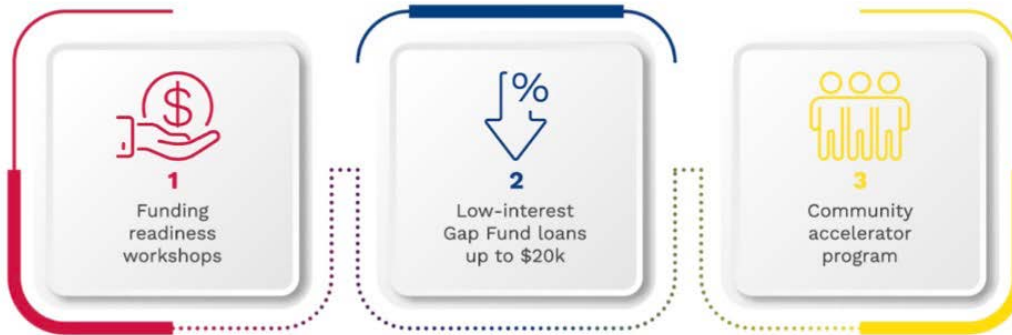 $
1
Funding
readiness
workshops
%
2
Low-interest
Gap Fund loans
up to $20k
3
Community
accelerator
program